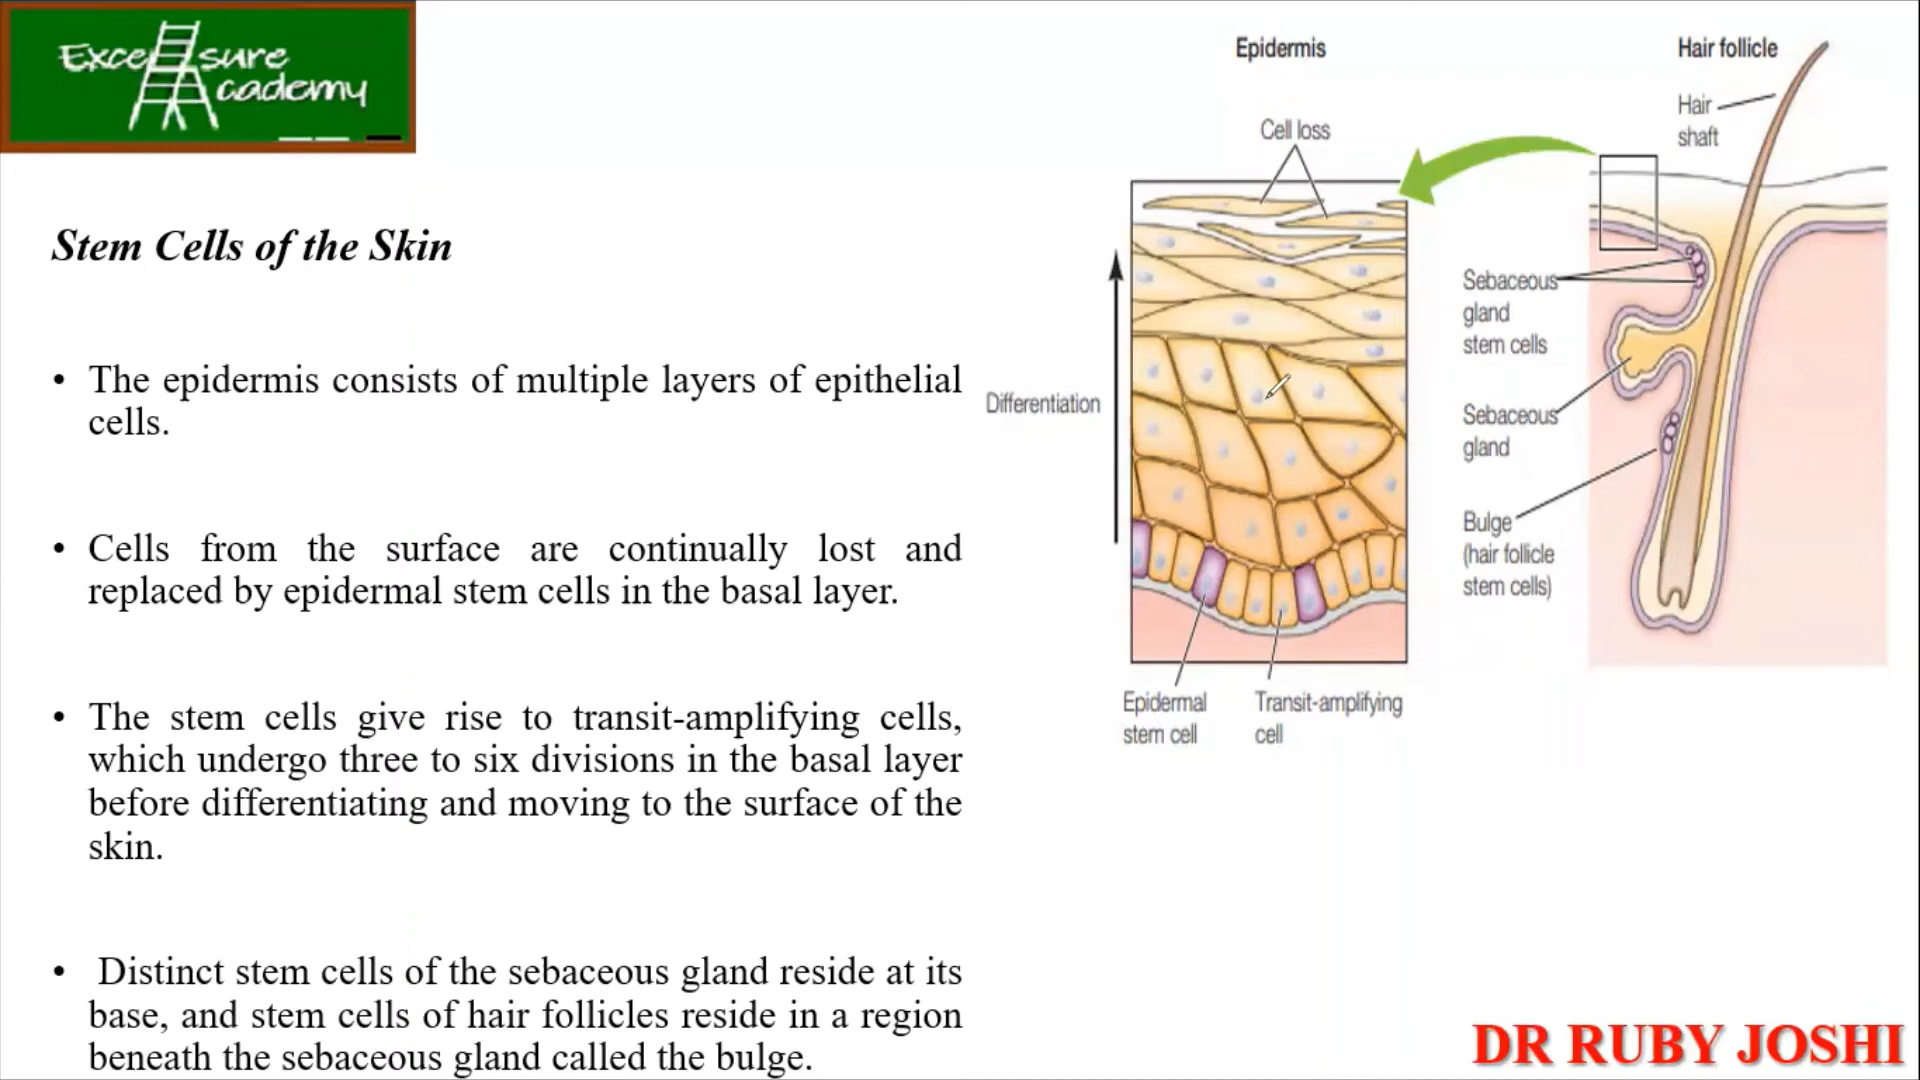 Exce sure
cademy
Stem Cells of the Skin
• The epidermis consists of multiple layers of epithelial
cells.
• Cells from the surface are continually lost and
replaced by epidermal stem cells in the basal layer.
• The stem cells give rise to transit-amplifying cells,
which undergo three to six divisions in the basal layer
before differentiating and moving to the surface of the
skin.
• Distinct stem cells of the sebaceous gland reside at its
base, and stem cells of hair follicles reside in a region
beneath the sebaceous gland called the bulge.
Epidermis
Cell loss
Differentiation
Epidermal
stem cell
Transit-amplifying
cell
Hair follicle
Hair
shaft
Sebaceous
gland
stem cells
Sebaceous
gland
Bulge
(hair follicle
stem cells)
DR RUBY JOSHI